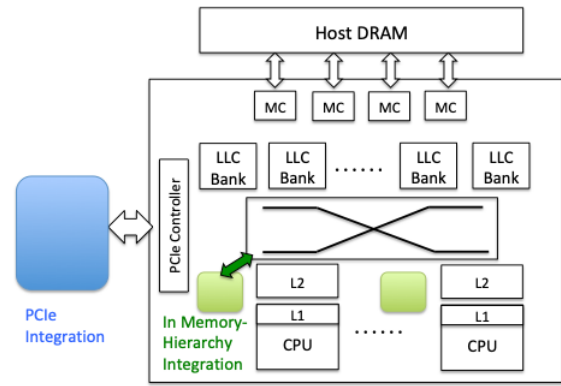 Host DRAM
MC
MC
MC
MC
LLC
Bank
LLC
Bank
......
LLC
Bank
LLC
Bank
PCIe Controller
PCIe
Integration
In Memory-
Hierarchy
Integration
L2
L1
CPU
......
L2
L1
CPU